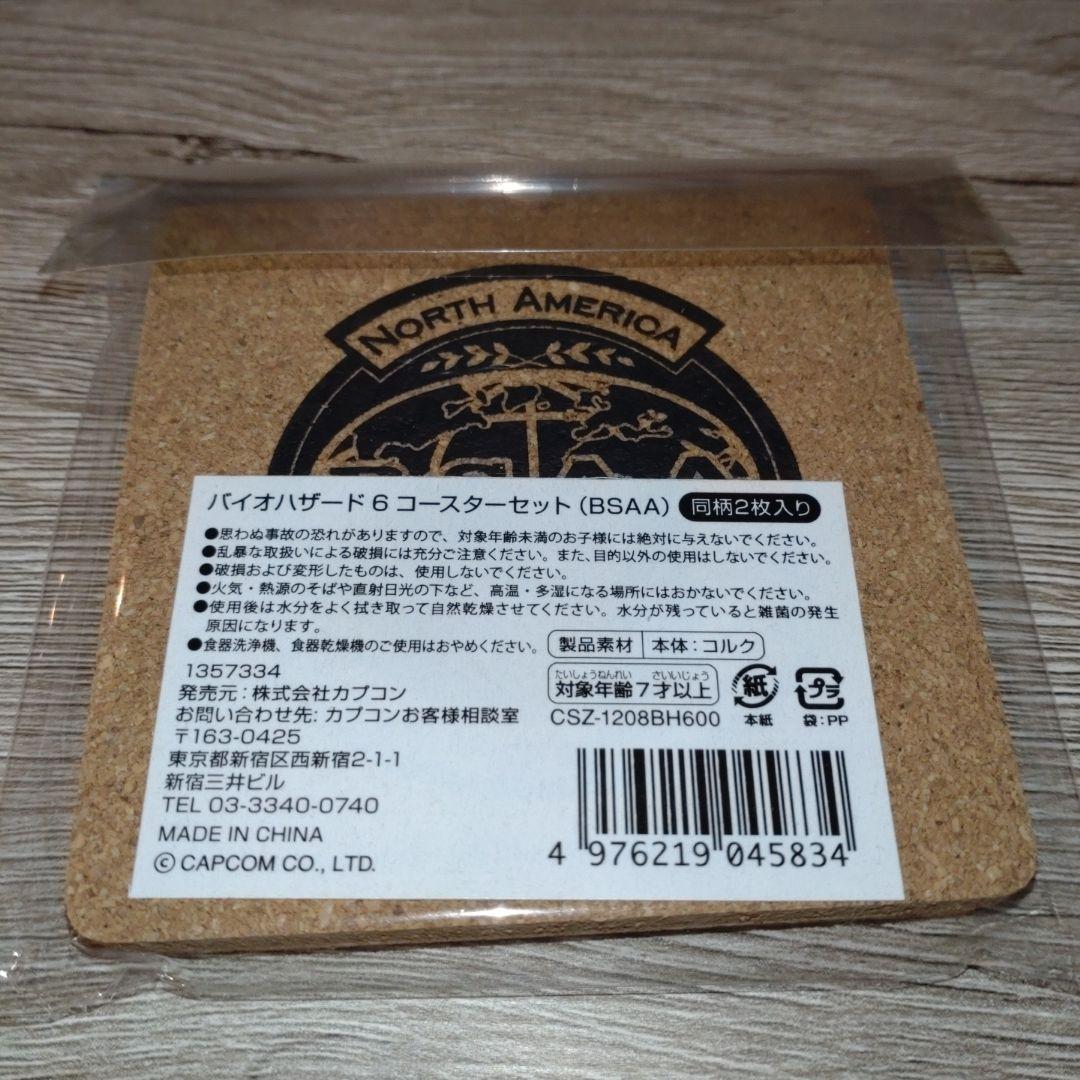 NORTH AMERICA
BSAA
バイオハザード6 コースターセット(BSAA) 同柄2枚入り
●思わぬ事故の恐れがありますので、対象年齢未満のお子様には絶対に与えないでください。
●乱暴な取扱いによる破損には充分ご注意ください。また、目的以外の使用はしないでください。
●破損および変形したものは、使用しないでください。
●火気・熱源のそばや直射日光の下など、高温・多湿になる場所にはおかないでください。
●使用後は水分をよく拭き取って自然乾燥させてください。水分が残っていると雑菌の発生
原因になります。
●食器洗浄機、食器乾燥機のご使用はおやめください。
製品素材 本体:コルク
1357334
発売元:株式会社カプコン
お問い合わせ先:カプコンお客様相談室
〒163-0425
東京都新宿区西新宿2-1-1
新宿三井ビル
TEL 03-3340-0740
MADE IN CHINA
© CAPCOM CO., LTD.
たいしょうねんれい さいいじょう
対象年齢7才以上
CSZ-1208BH600
紙
本紙
プラ
袋:PP
4 976219 045834